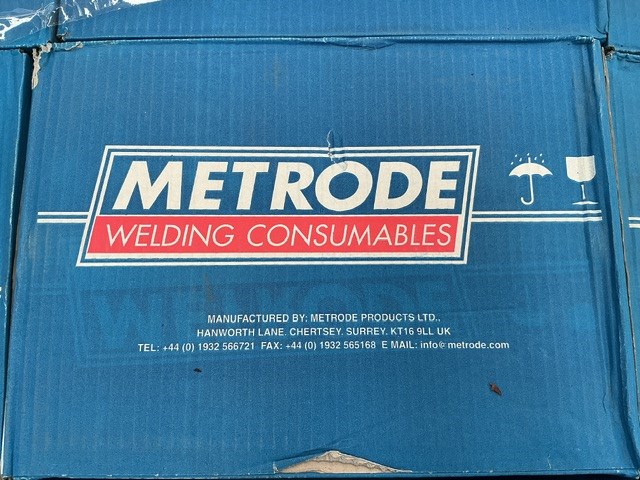 METRODE
WELDING CONSUMABLES
MANUFACTURED BY: METRODE PRODUCTS LTD.,
HANWORTH LANE. CHERTSEY. SURREY. KT16 9LL UK
TEL: +44 (0) 1932 566721 FAX: +44 (0) 1932 565168 E MAIL: info@metrode.com